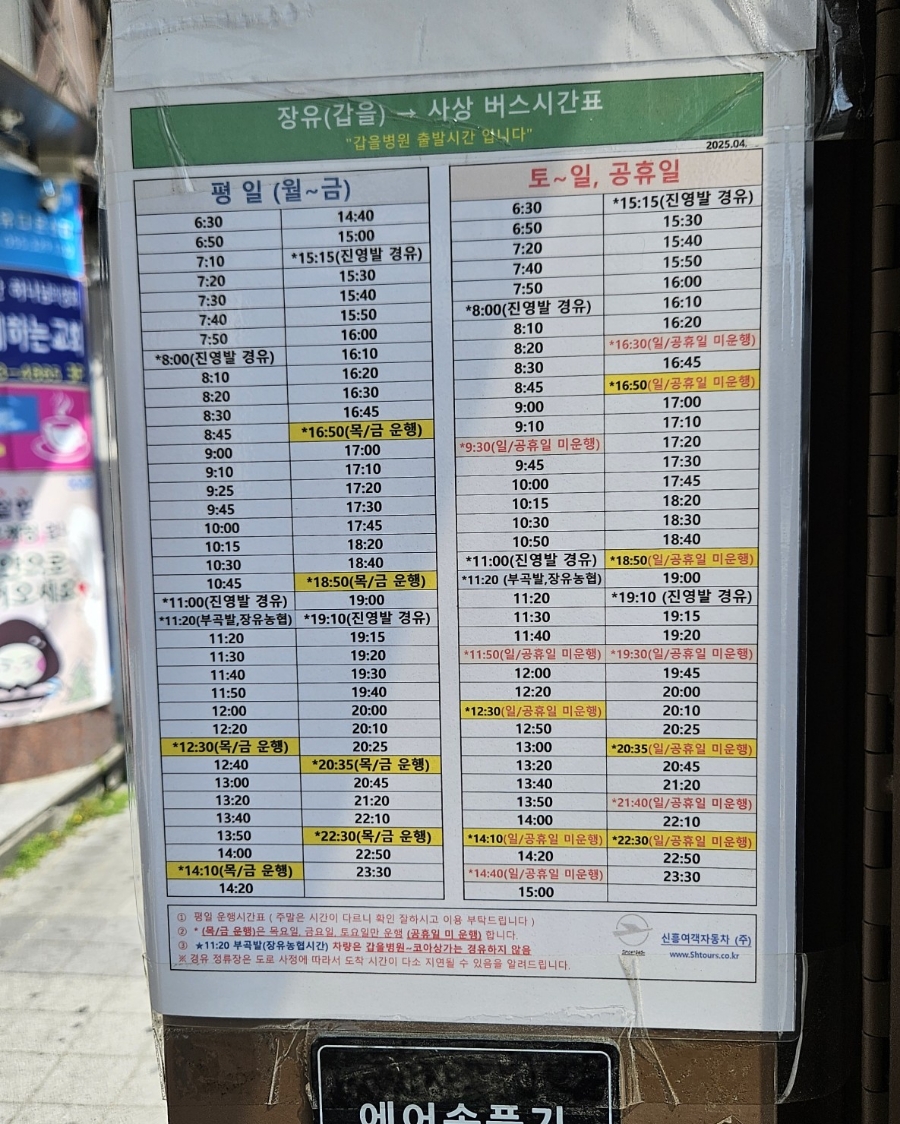 장유(갑을) → 사상 버스시간표
"갑을병원 출발시간 입니다"
2025.04.
평 일 (월~금)
6:30
6:50
7:10
7:20
7:30
7:40
7:50
*8:00(진영발 경유)
8:10
8:20
8:30
8:45
9:00
9:10
9:25
9:45
10:00
10:15
10:30
10:45
*11:00(진영발 경유)
*11:20(부곡발,장유농협)
11:20
11:30
11:40
11:50
12:00
12:20
*12:30(목/금 운행)
12:40
13:00
13:20
13:40
13:50
14:00
*14:10(목/금 운행)
14:20
14:40
15:00
*15:15(진영발 경유)
15:30
15:40
15:50
16:00
16:10
16:20
16:30
16:45
*16:50(목/금 운행)
17:00
17:10
17:20
17:30
17:45
18:20
18:40
*18:50(목/금 운행)
19:00
*19:10(진영발 경유)
19:15
19:20
19:30
19:40
20:00
20:10
20:25
*20:35(목/금 운행)
20:45
21:20
22:10
*22:30(목/금 운행)
22:50
23:30
토~일, 공휴일
6:30
6:50
7:20
7:40
7:50
*8:00(진영발 경유)
8:10
8:20
8:30
8:45
9:00
9:10
*9:30(일/공휴일 미운행)
9:45
10:00
10:15
10:30
10:50
*11:00(진영발 경유)
*11:20 (부곡발,장유농협)
11:20
11:30
11:40
*11:50(일/공휴일 미운행)
12:00
12:20
*12:30(일/공휴일 미운행)
12:50
13:00
13:20
13:40
13:50
14:00
*14:10(일/공휴일 미운행)
14:20
*14:40(일/공휴일 미운행)
15:00
*15:15(진영발 경유)
15:30
15:40
15:50
16:00
16:10
16:20
*16:30(일/공휴일 미운행)
16:45
*16:50(일/공휴일 미운행)
17:00
17:10
17:20
17:30
17:45
18:20
18:30
18:40
*18:50(일/공휴일 미운행)
19:00
*19:10 (진영발 경유)
19:15
19:20
*19:30(일/공휴일 미운행)
19:45
20:00
20:10
20:25
*20:35(일/공휴일 미운행)
20:45
21:20
*21:40(일/공휴일 미운행)
22:10
*22:30(일/공휴일 미운행)
22:50
23:30
① 평일 운행시간표 ( 주말은 시간이 다르니 확인 잘하시고 이용 부탁드립니다 )
② * (목/금 운행)은 목요일, 금요일, 토요일만 운행 (공휴일 미 운행) 합니다.
③ ★11:20 부곡발(장유농협시간) 차량은 갑을병원~코아상가는 경유하지 않음
※ 경유 정류장은 도로 사정에 따라서 도착 시간이 다소 지연될 수 있음을 알려드립니다.
신흥여객자동차 (주)
www.Shtours.co.kr
하는교회
에어송풍기